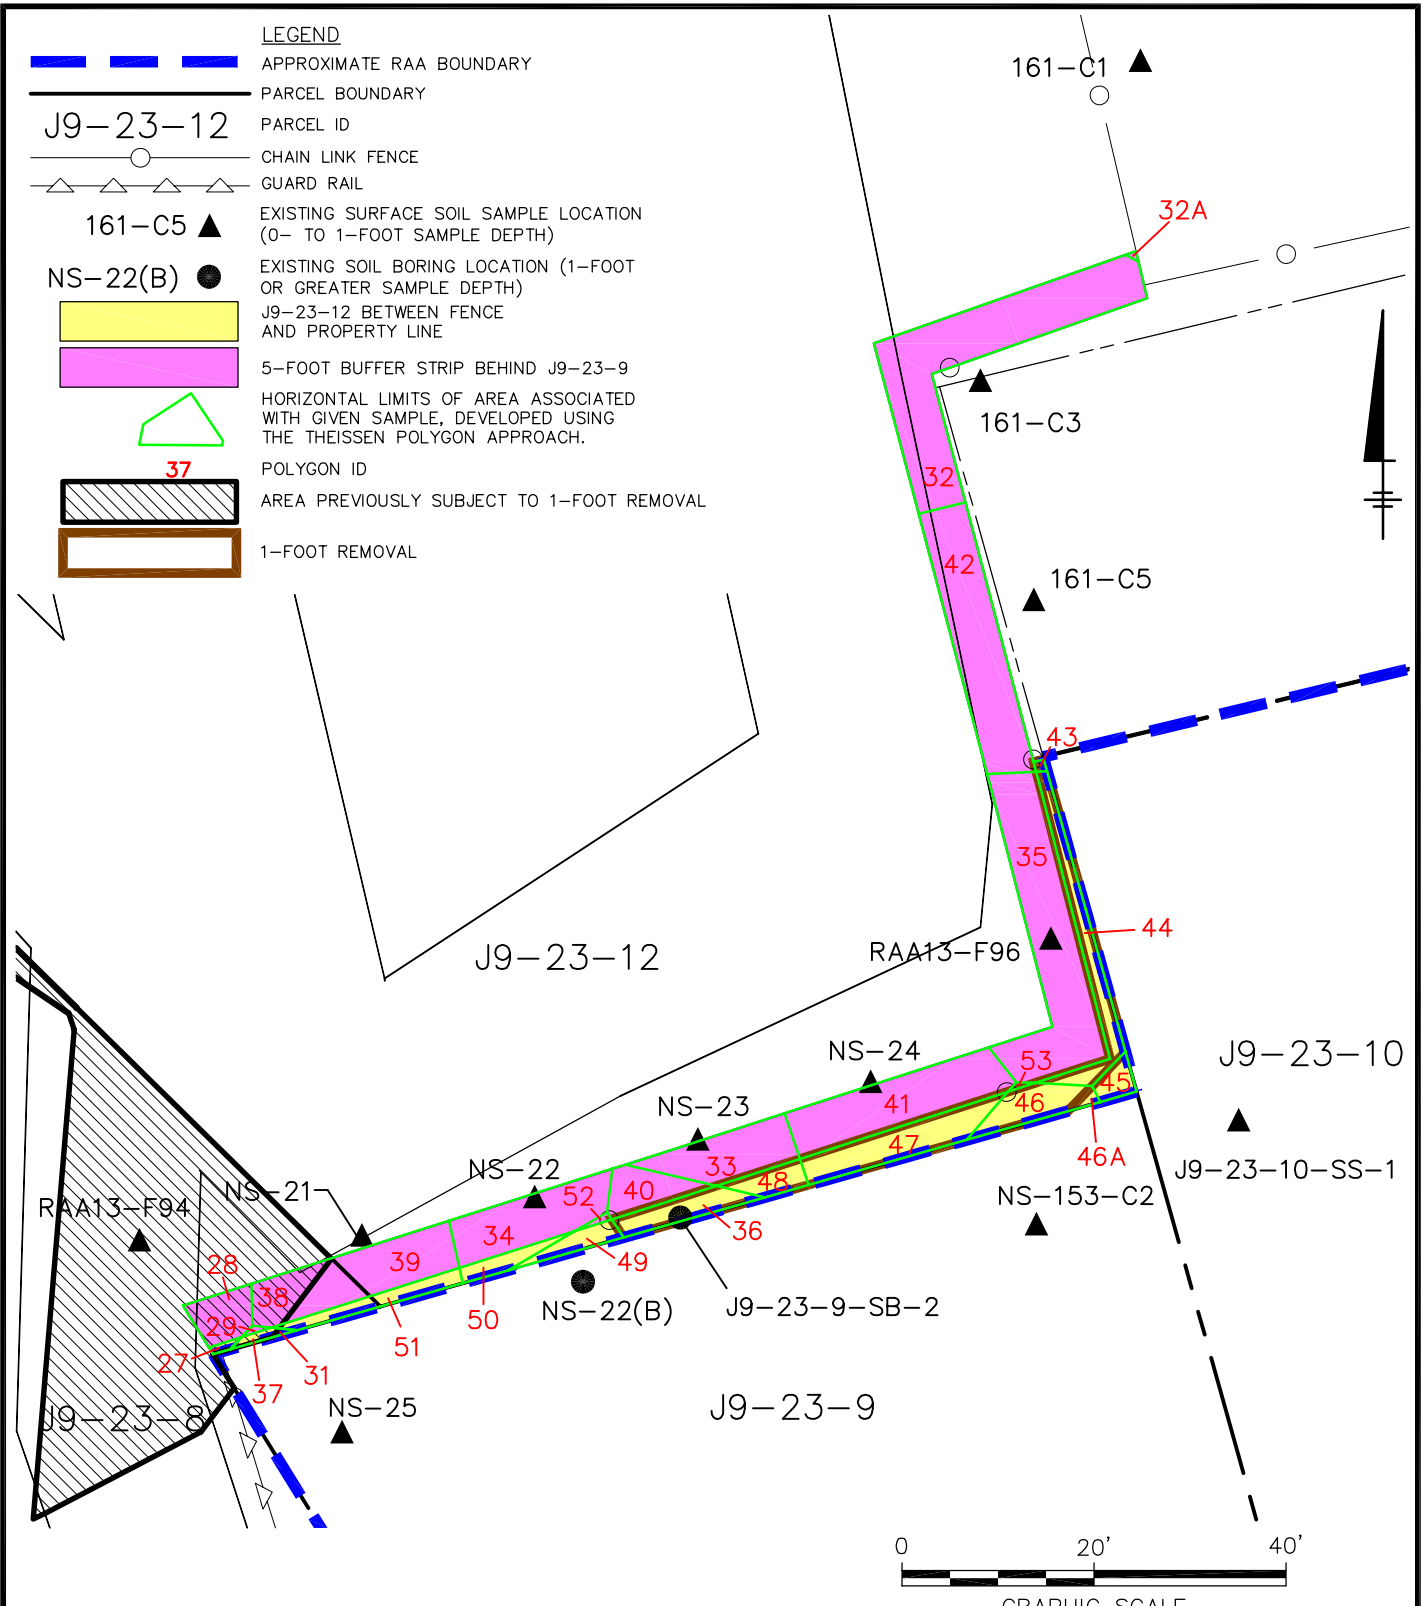 LEGEND
APPROXIMATE RAA BOUNDARY
PARCEL BOUNDARY
J9-23-12 PARCEL ID
CHAIN LINK FENCE
GUARD RAIL
161-C5 EXISTING SURFACE SOIL SAMPLE LOCATION
(0- TO 1-FOOT SAMPLE DEPTH)
NS-22(B) EXISTING SOIL BORING LOCATION (1-FOOT
OR GREATER SAMPLE DEPTH)
J9-23-12 BETWEEN FENCE
AND PROPERTY LINE
5-FOOT BUFFER STRIP BEHIND J9-23-9
HORIZONTAL LIMITS OF AREA ASSOCIATED
WITH GIVEN SAMPLE, DEVELOPED USING
THE THEISSEN POLYGON APPROACH.
37 POLYGON ID
AREA PREVIOUSLY SUBJECT TO 1-FOOT REMOVAL
1-FOOT REMOVAL
161-C1
32A
161-C3
32
42
161-C5
43
35
44
RAA13-F96
J9-23-12
J9-23-10
NS-24
53
45
46
41
NS-23
47
46A
J9-23-10-SS-1
NS-153-C2
33
48
NS-22
40
52
36
NS-21
RAA13-F94
34
49
39
28
38
50
NS-22(B)
J9-23-9-SB-2
51
29
31
27
37
NS-25
J9-23-8
J9-23-9
0 20' 40'
GRAPHIC SCALE